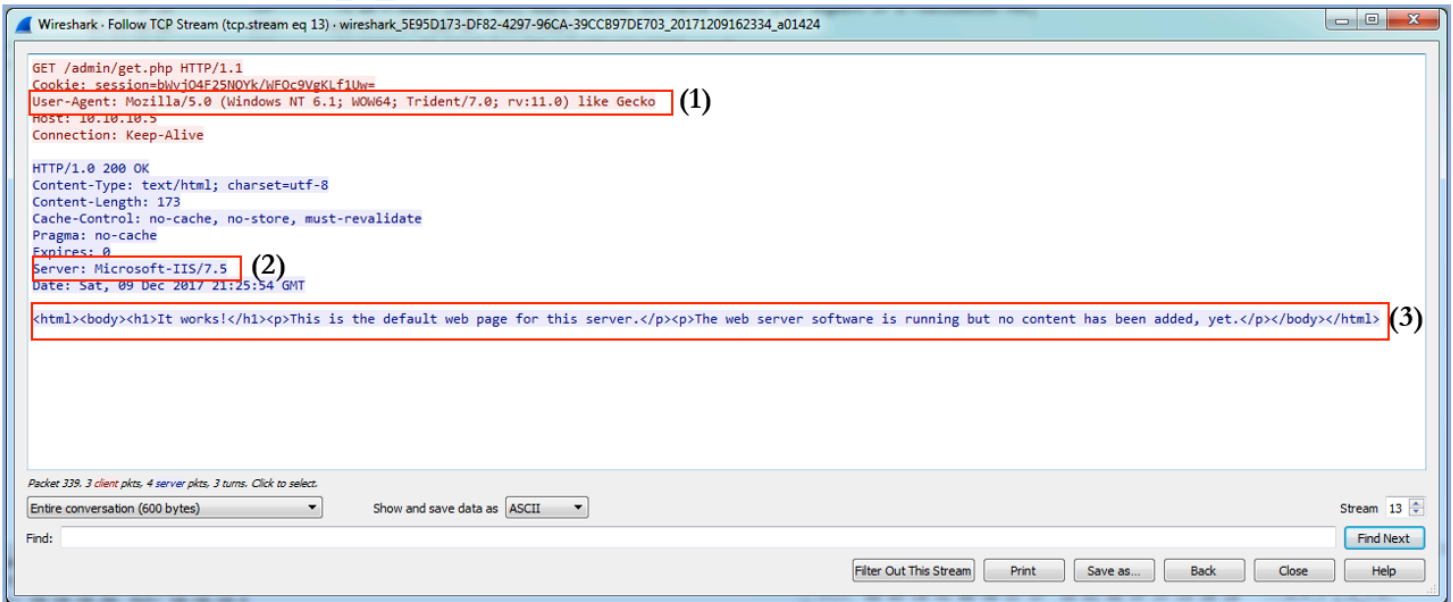 Wireshark · Follow TCP Stream (tcp.stream eq 13) · wireshark_5E95D173-DF82-4297-96CA-39CCB97DE703_20171209162334_a01424
GET /admin/get.php HTTP/1.1
Cookie: session=bWvjO4F25NOYk/WFOc9VgKLf1Uw=
User-Agent: Mozilla/5.0 (Windows NT 6.1; WOW64; Trident/7.0; rv:11.0) like Gecko (1)
Host: 10.10.10.5
Connection: Keep-Alive
HTTP/1.0 200 OK
Content-Type: text/html; charset=utf-8
Content-Length: 173
Cache-Control: no-cache, no-store, must-revalidate
Pragma: no-cache
Expires: 0
Server: Microsoft-IIS/7.5 (2)
Date: Sat, 09 Dec 2017 21:25:54 GMT
<html><body><h1>It works!</h1><p>This is the default web page for this server.</p><p>The web server software is running but no content has been added, yet.</p></body></html> (3)
Packet 339. 3 client pkts, 4 server pkts, 3 turns. Click to select.
Entire conversation (600 bytes) Show and save data as ASCII Stream 13
Find: Find Next
Filter Out This Stream Print Save as... Back Close Help